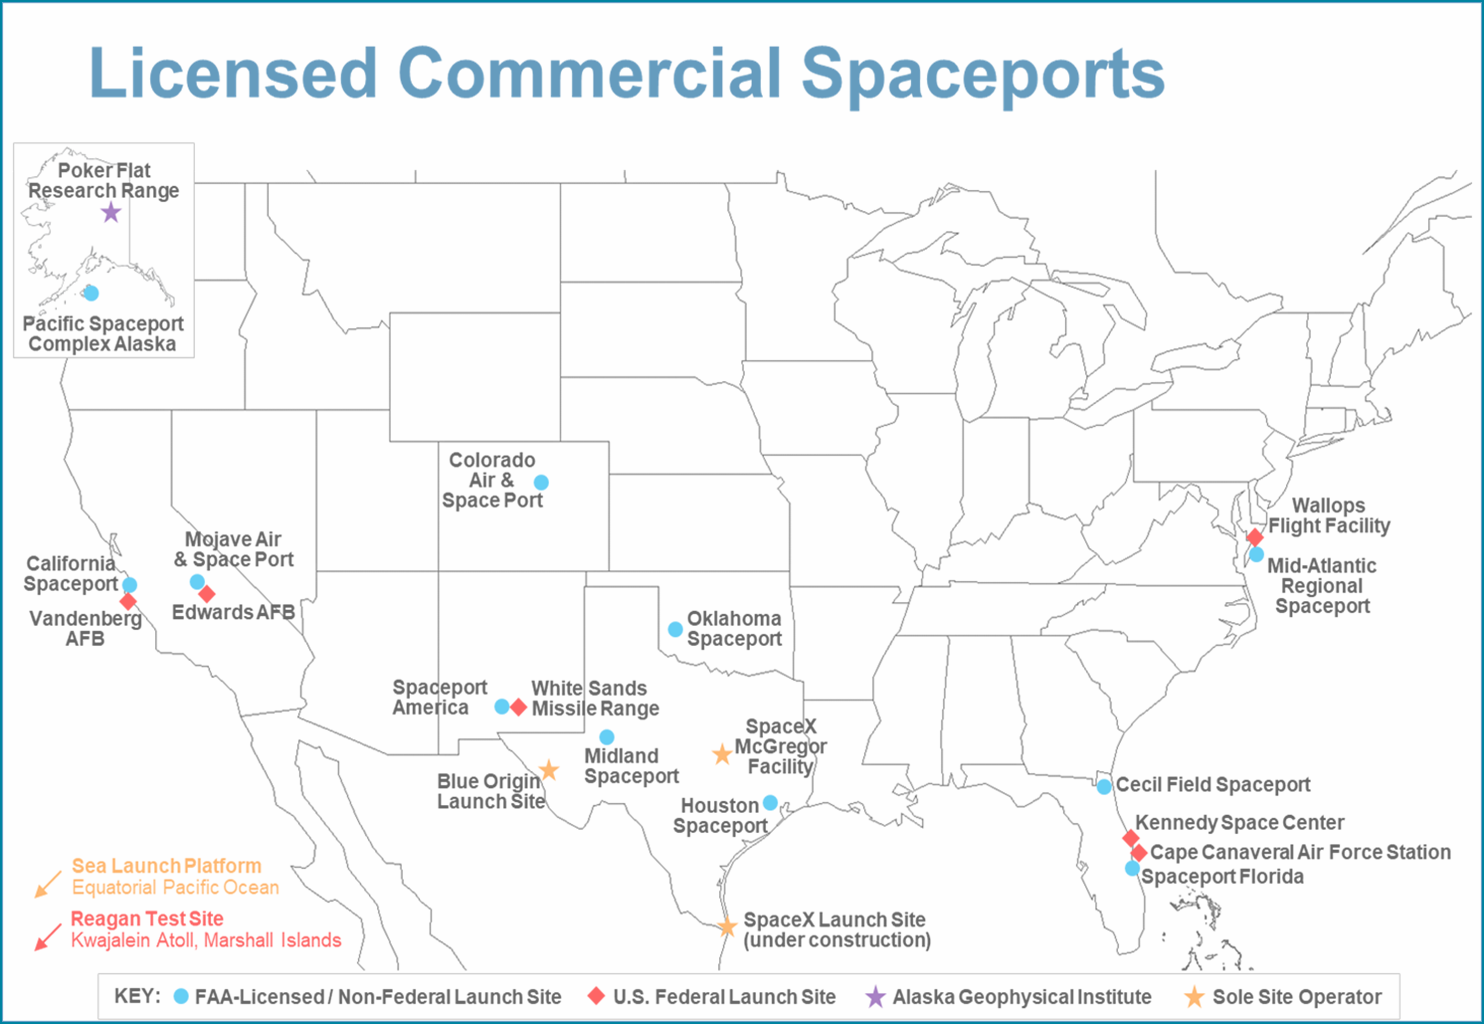 Licensed Commercial Spaceports
Poker Flat
Research Range
Pacific Spaceport
Complex Alaska
Colorado
Air &
Space Port
Wallops
Flight Facility
Mid-Atlantic
Regional
Spaceport
Mojave Air
& Space Port
California
Spaceport
Edwards AFB
Vandenberg
AFB
Oklahoma
Spaceport
Spaceport
America
White Sands
Missile Range
SpaceX
McGregor
Facility
Midland
Spaceport
Blue Origin
Launch Site
Houston
Spaceport
Cecil Field Spaceport
Kennedy Space Center
Cape Canaveral Air Force Station
Spaceport Florida
Sea Launch Platform
Equatorial Pacific Ocean
Reagan Test Site
Kwajalein Atoll, Marshall Islands
SpaceX Launch Site
(under construction)
KEY: FAA-Licensed / Non-Federal Launch Site U.S. Federal Launch Site Alaska Geophysical Institute Sole Site Operator